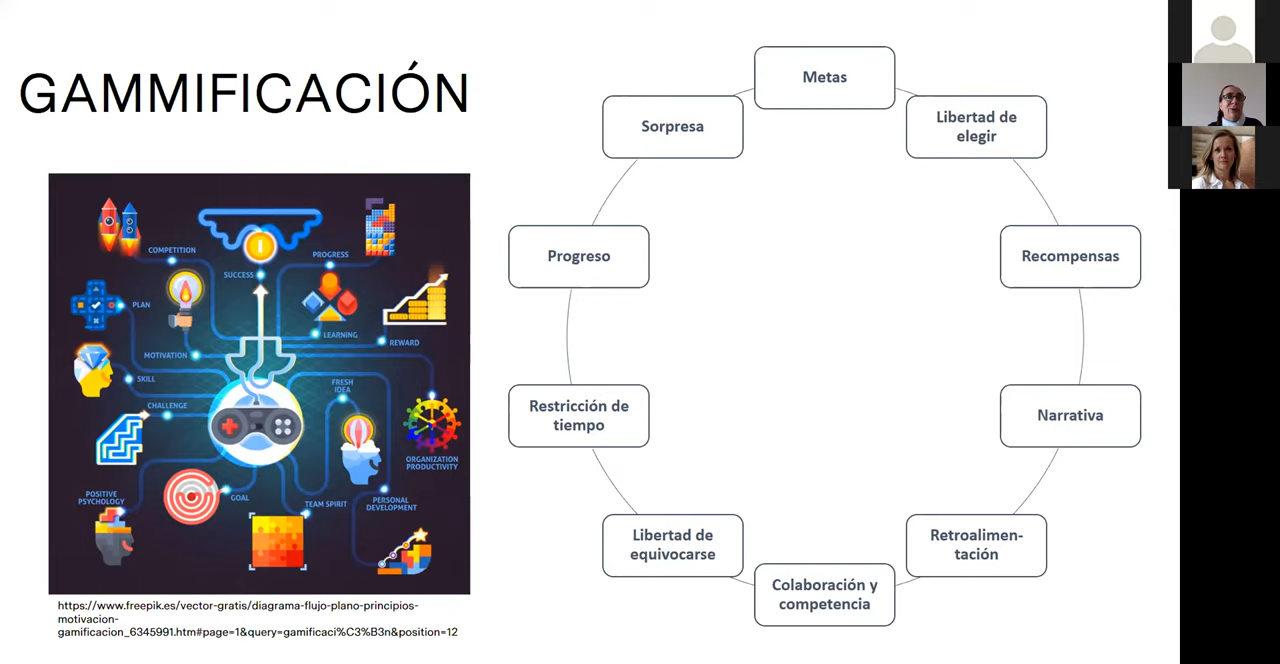 GAMMIFICACIÓN
COMPETITION
SUCCESS
PROGRESS
PLAN
LEARNING
REWARD
MOTIVATION
SKILL
FRESH
IDEA
CHALLENGE
ORGANIZATION
PRODUCTIVITY
POSITIVE
PSYCHOLOGY
GOAL
TEAM SPIRIT
PERSONAL
DEVELOPMENT
https://www.freepik.es/vector-gratis/diagrama-flujo-plano-principios-
motivacion-
gamificacion_6345991.htm#page=1&query=gamificaci%C3%B3n&position=12
Metas
Libertad de
elegir
Recompensas
Narrativa
Retroalimen-
tación
Colaboración y
competencia
Libertad de
equivocarse
Restricción de
tiempo
Progreso
Sorpresa